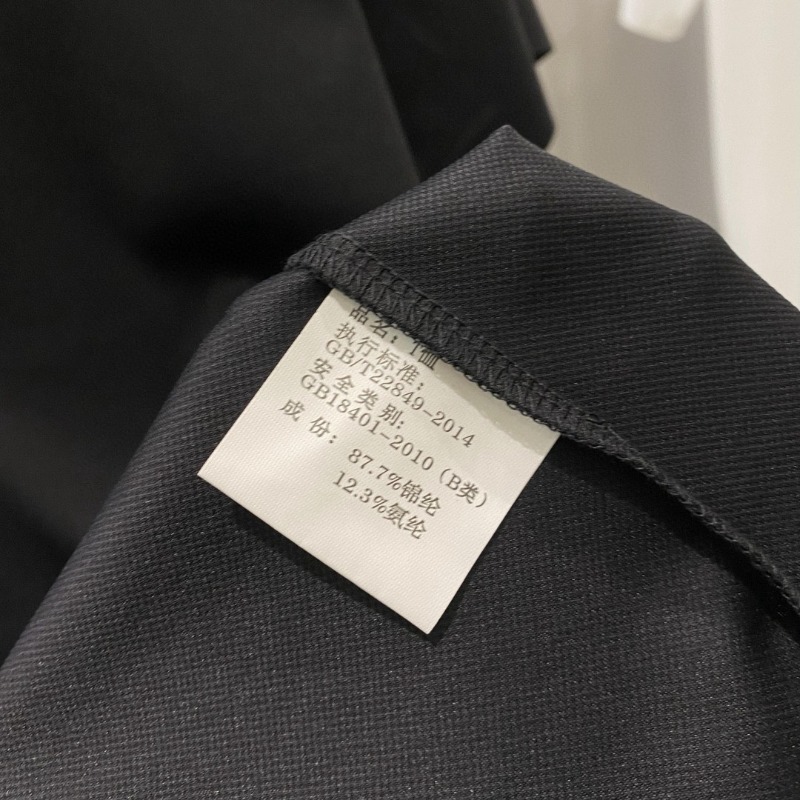 品名：T恤
执行标准：
GB/T22849-2014
安全类别：
GB18401-2010（B类）
成份：87.7%锦纶
12.3%氨纶